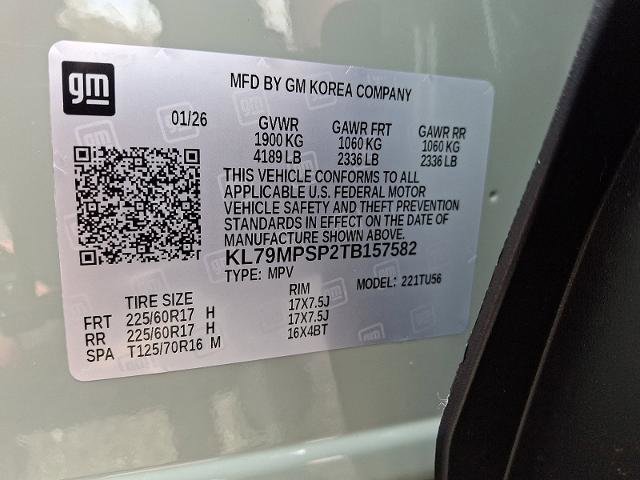 gm
MFD BY GM KOREA COMPANY
01/26
GVWR
1900 KG
4189 LB
GAWR FRT
1060 KG
2336 LB
GAWR RR
1060 KG
2336 LB
THIS VEHICLE CONFORMS TO ALL
APPLICABLE U.S. FEDERAL MOTOR
VEHICLE SAFETY AND THEFT PREVENTION
STANDARDS IN EFFECT ON THE DATE OF
MANUFACTURE SHOWN ABOVE.
KL79MPSP2TB157582
TYPE: MPV
MODEL: 221TU56
TIRE SIZE RIM
FRT 225/60R17 H 17X7.5J
RR 225/60R17 H 17X7.5J
SPA T125/70R16 M 16X4BT